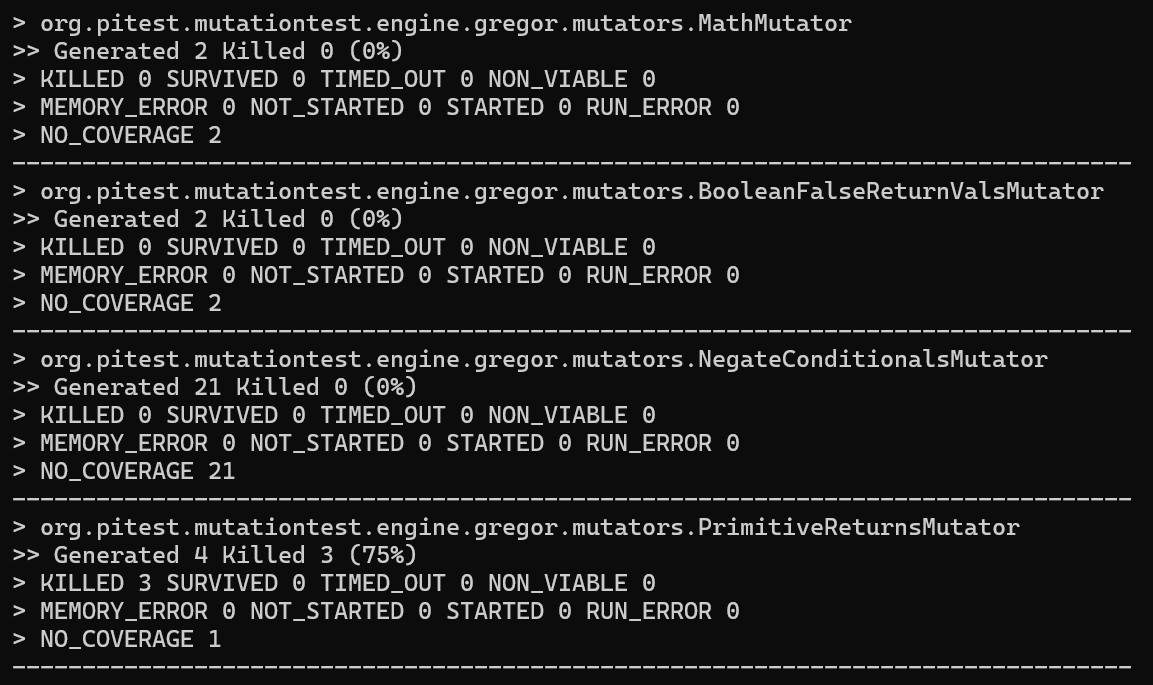 > org.pitest.mutationtest.engine.gregor.mutators.MathMutator
>> Generated 2 Killed 0 (0%)
> KILLED 0 SURVIVED 0 TIMED_OUT 0 NON_VIABLE 0
> MEMORY_ERROR 0 NOT_STARTED 0 STARTED 0 RUN_ERROR 0
> NO_COVERAGE 2
--------------------------------------------------------------------------------
> org.pitest.mutationtest.engine.gregor.mutators.BooleanFalseReturnValsMutator
>> Generated 2 Killed 0 (0%)
> KILLED 0 SURVIVED 0 TIMED_OUT 0 NON_VIABLE 0
> MEMORY_ERROR 0 NOT_STARTED 0 STARTED 0 RUN_ERROR 0
> NO_COVERAGE 2
--------------------------------------------------------------------------------
> org.pitest.mutationtest.engine.gregor.mutators.NegateConditionalsMutator
>> Generated 21 Killed 0 (0%)
> KILLED 0 SURVIVED 0 TIMED_OUT 0 NON_VIABLE 0
> MEMORY_ERROR 0 NOT_STARTED 0 STARTED 0 RUN_ERROR 0
> NO_COVERAGE 21
--------------------------------------------------------------------------------
> org.pitest.mutationtest.engine.gregor.mutators.PrimitiveReturnsMutator
>> Generated 4 Killed 3 (75%)
> KILLED 3 SURVIVED 0 TIMED_OUT 0 NON_VIABLE 0
> MEMORY_ERROR 0 NOT_STARTED 0 STARTED 0 RUN_ERROR 0
> NO_COVERAGE 1
--------------------------------------------------------------------------------